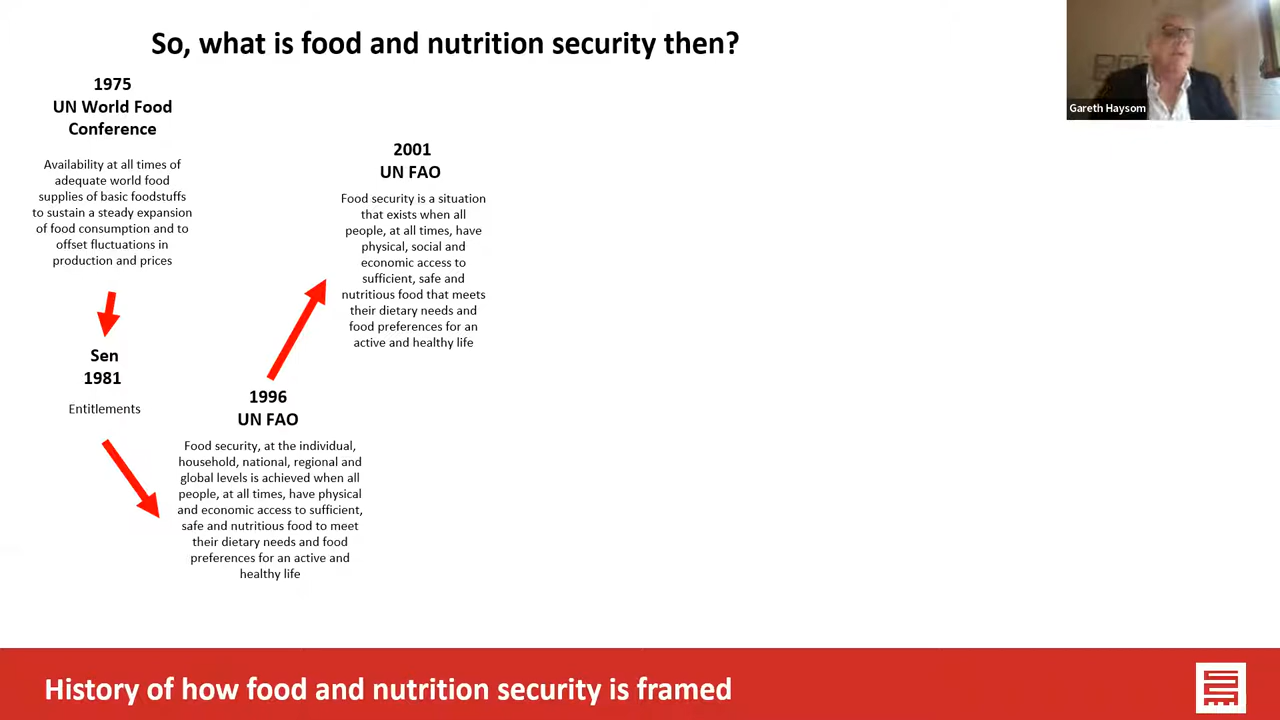 So, what is food and nutrition security then?
1975
UN World Food
Conference
Availability at all times of
adequate world food
supplies of basic foodstuffs
to sustain a steady expansion
of food consumption and to
offset fluctuations in
production and prices
Sen
1981
Entitlements
1996
UN FAO
Food security, at the individual,
household, national, regional and
global levels is achieved when all
people, at all times, have physical
and economic access to sufficient,
safe and nutritious food to meet
their dietary needs and food
preferences for an active and
healthy life
2001
UN FAO
Food security is a situation
that exists when all
people, at all times, have
physical, social and
economic access to
sufficient, safe and
nutritious food that meets
their dietary needs and
food preferences for an
active and healthy life
Gareth Haysom
History of how food and nutrition security is framed